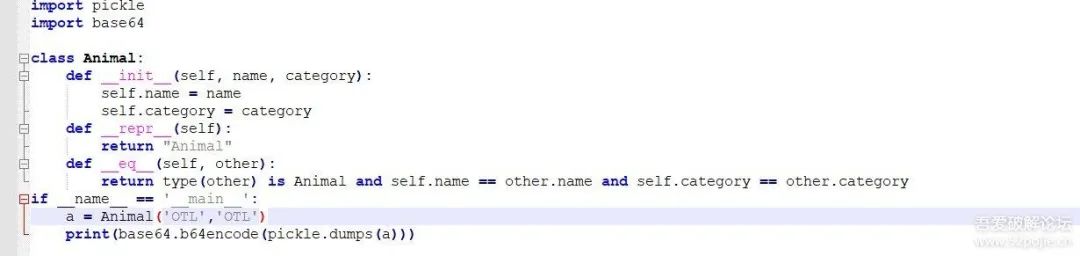 import pickle
import base64
class Animal:
    def __init__(self, name, category):
        self.name = name
        self.category = category
    def __repr__(self):
        return "Animal"
    def __eq__(self, other):
        return type(other) is Animal and self.name == other.name and self.category == other.category
if __name__ == '__main__':
    a = Animal('OTL','OTL')
    print(base64.b64encode(pickle.dumps(a)))
吾爱破解论坛
www.52pojie.cn